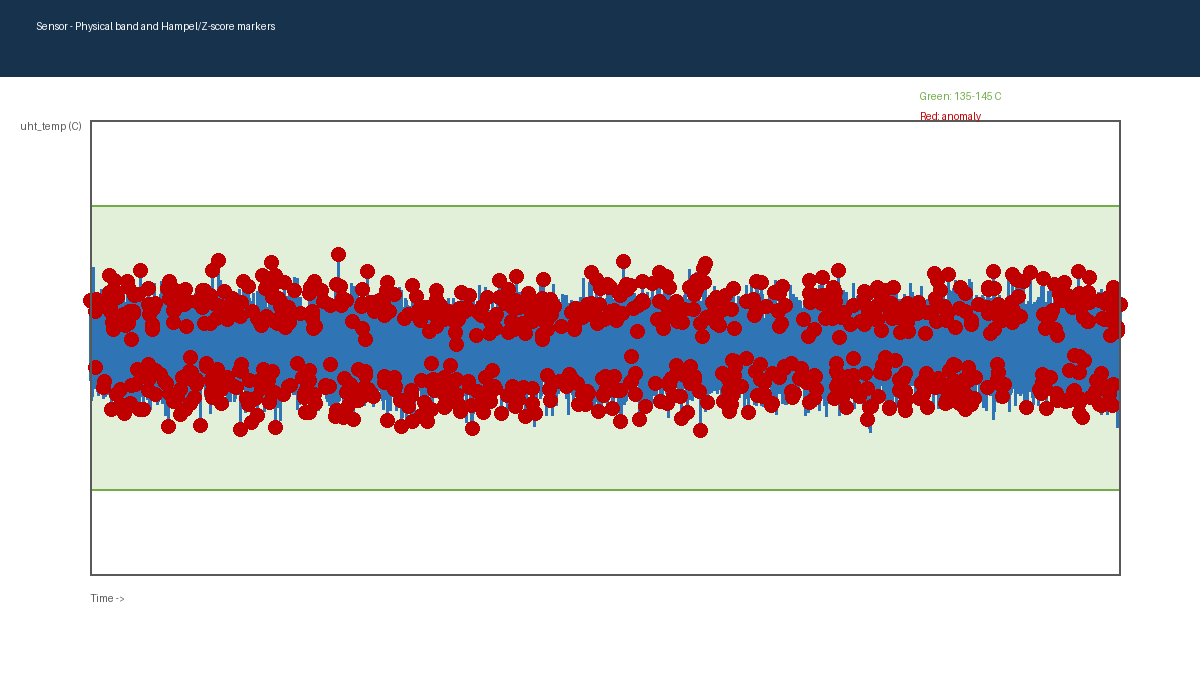 Sensor - Physical band and Hampel/Z-score markers
Green: 135-145 C
Red: anomaly
uht_temp (C)
Time ->